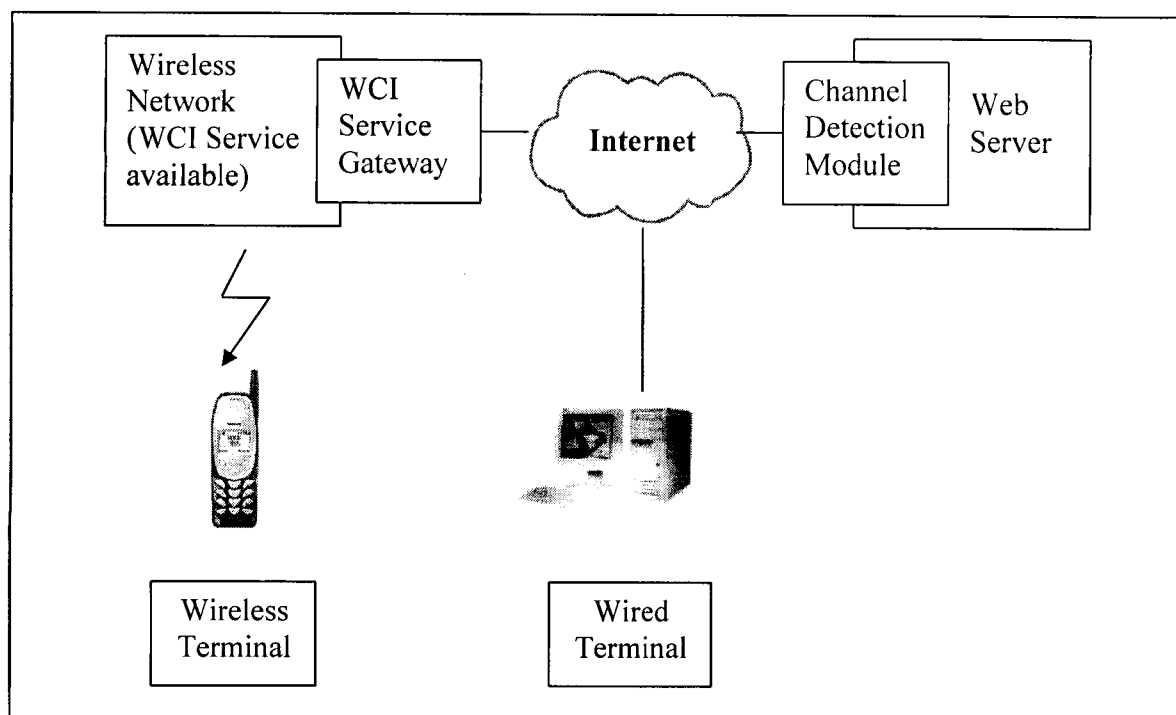 Wireless
Network
(WCI Service
available)
WCI
Service
Gateway
Internet
Channel
Detection
Module
Web
Server
Wireless
Terminal
Wired
Terminal